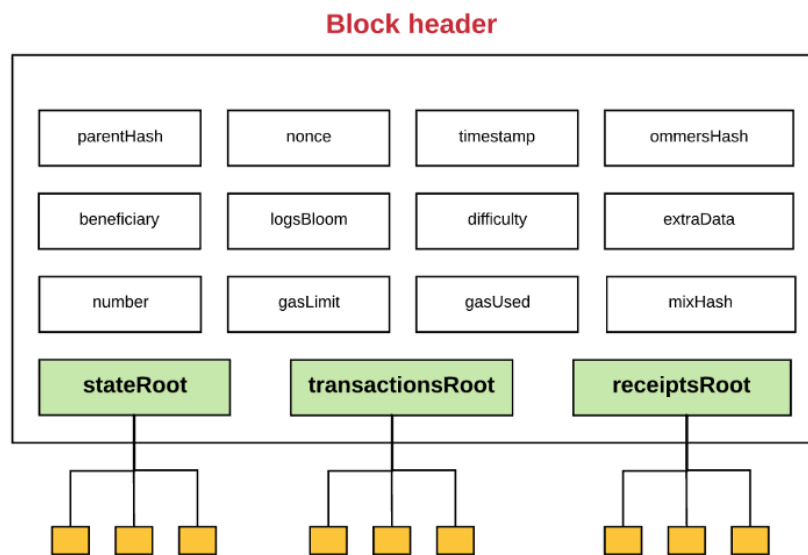 Block header
parentHash
nonce
timestamp
ommersHash
beneficiary
logsBloom
difficulty
extraData
number
gasLimit
gasUsed
mixHash
stateRoot
transactionsRoot
receiptsRoot